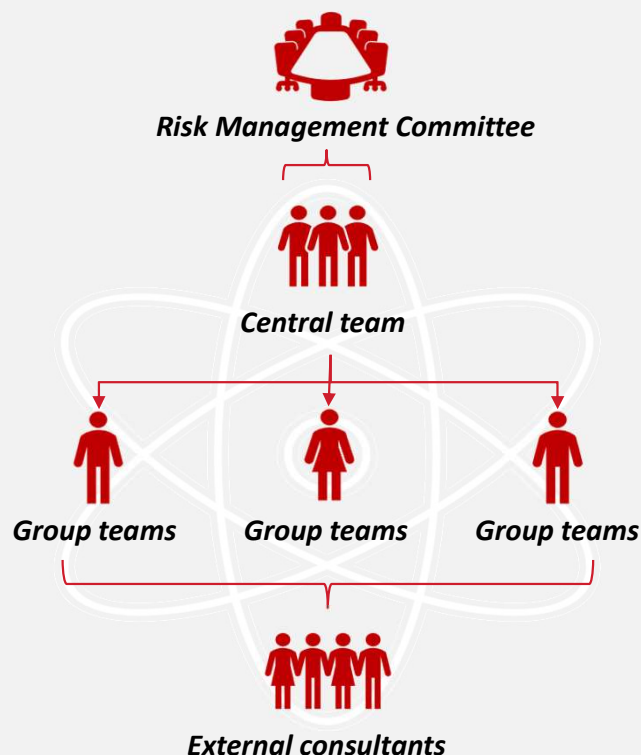 Risk Management Committee
Central team
Group teams
Group teams
Group teams
External consultants